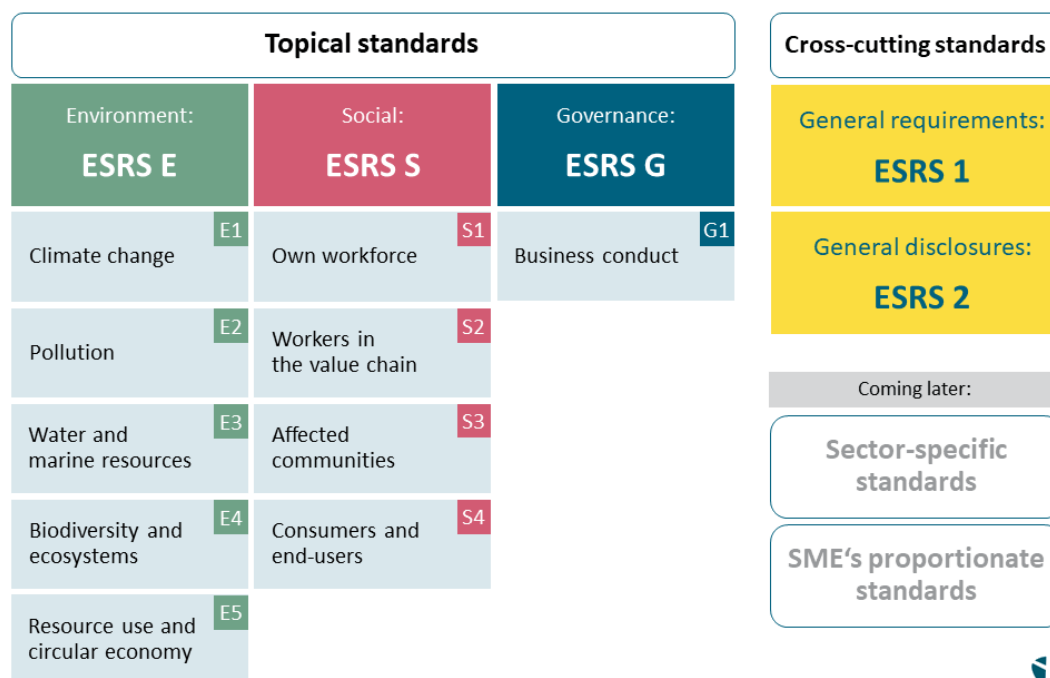 Topical standards
Environment:
ESRS E
E1
Climate change
E2
Pollution
E3
Water and
marine resources
E4
Biodiversity and
ecosystems
E5
Resource use and
circular economy
Social:
ESRS S
S1
Own workforce
S2
Workers in
the value chain
S3
Affected
communities
S4
Consumers and
end-users
Governance:
ESRS G
G1
Business conduct
Cross-cutting standards
General requirements:
ESRS 1
General disclosures:
ESRS 2
Coming later:
Sector-specific
standards
SME‘s proportionate
standards